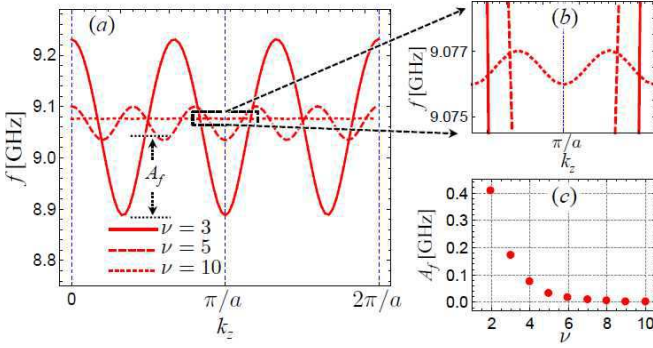 (a)
f [GHz]
9.2
9.1
9.0
8.9
8.8
A_f
ν = 3
ν = 5
ν = 10
0
π/a
2π/a
k_z
(b)
f [GHz]
9.077
9.075
π/a
k_z
(c)
A_f [GHz]
0.4
0.3
0.2
0.1
0.0
2
4
6
8
10
ν